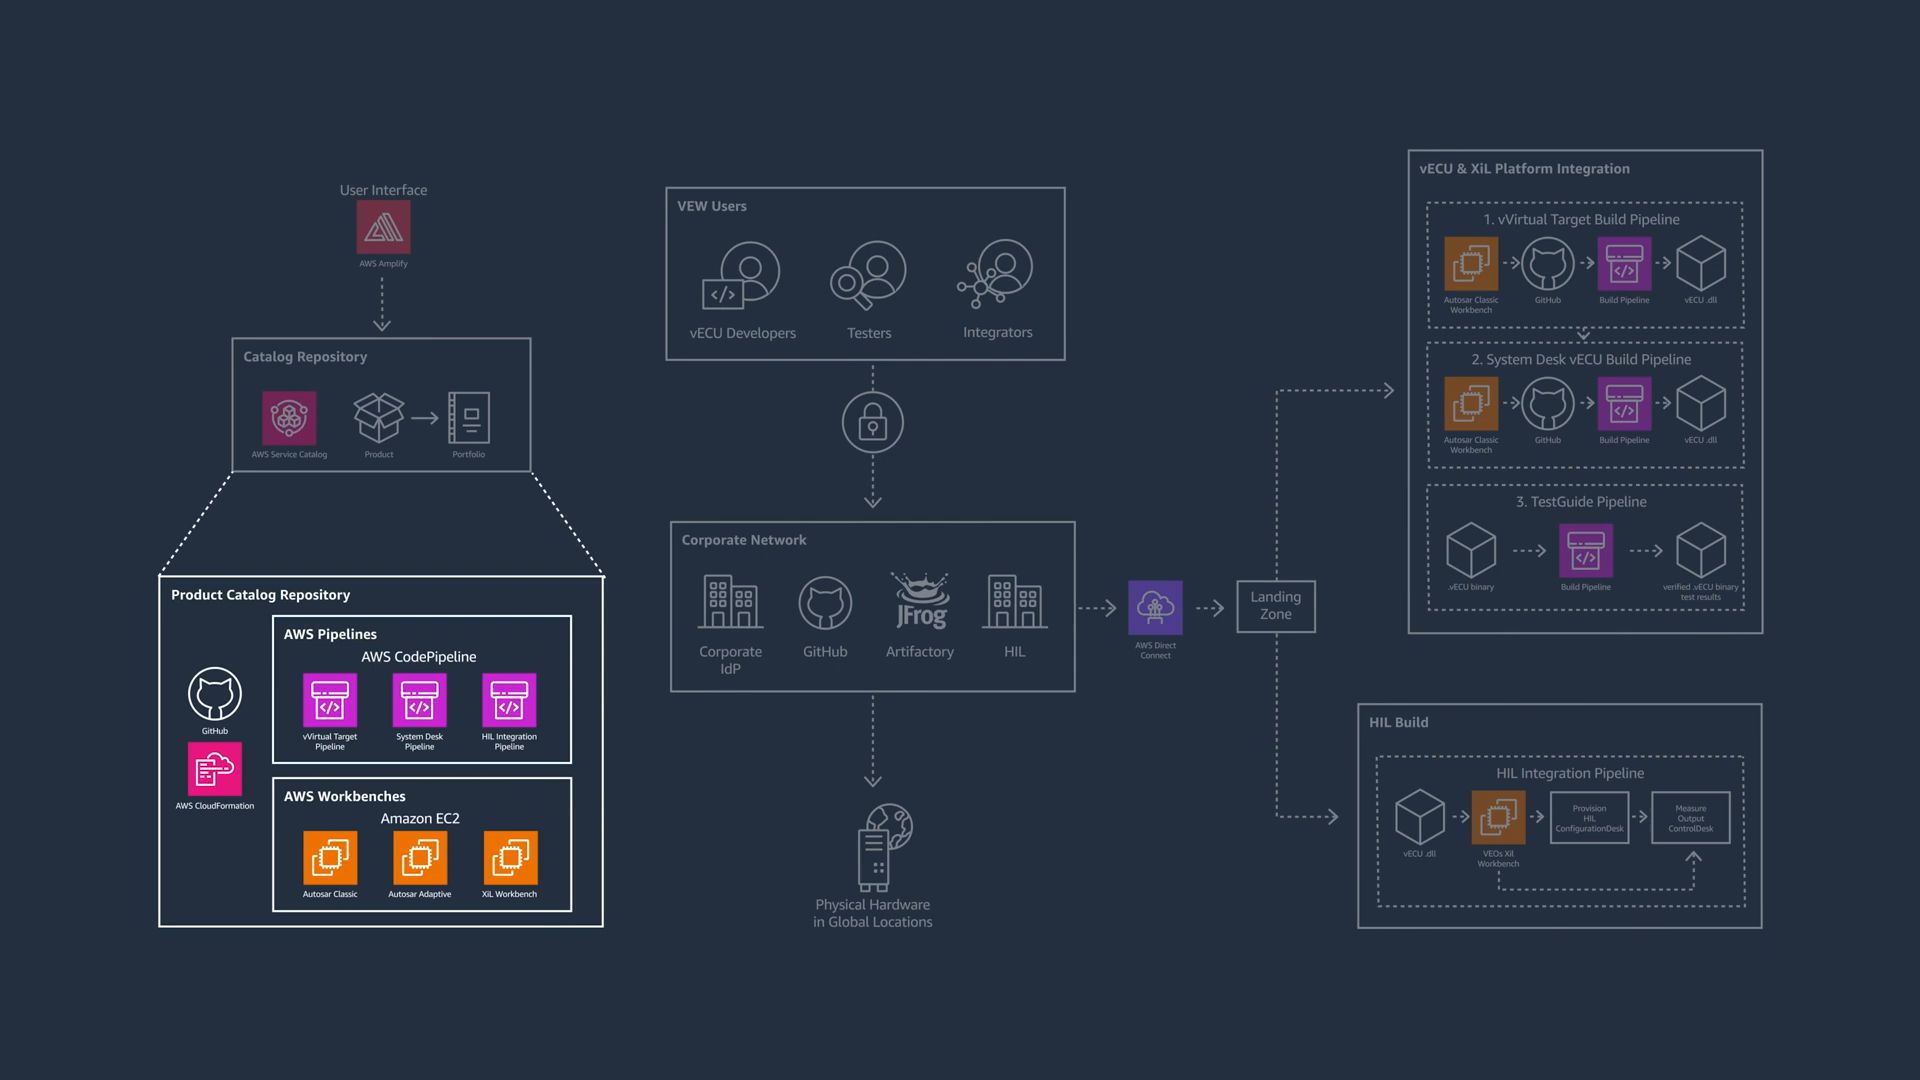 User Interface
AWS Amplify
Catalog Repository
AWS Service Catalog
Product
Portfolio
Product Catalog Repository
GitHub
AWS CloudFormation
AWS Pipelines
AWS CodePipeline
vVirtual Target
Pipeline
System Desk
Pipeline
HIL Integration
Pipeline
AWS Workbenches
Amazon EC2
Autosar Classic
Autosar Adaptive
XiL Workbench
VEW Users
vECU Developers
Testers
Integrators
Corporate Network
Corporate
IdP
GitHub
JFrog
Artifactory
HIL
Physical Hardware
in Global Locations
AWS Direct
Connect
Landing
Zone
vECU & XiL Platform Integration
1. vVirtual Target Build Pipeline
Autosar Classic
Workbench
GitHub
Build Pipeline
vECU .dll
2. System Desk vECU Build Pipeline
Autosar Classic
Workbench
GitHub
Build Pipeline
vECU .dll
3. TestGuide Pipeline
.vECU binary
Build Pipeline
verified .vECU binary
test results
HIL Build
HIL Integration Pipeline
vECU .dll
VEOs Xil
Workbench
Provision
HIL
ConfigurationDesk
Measure
Output
ControlDesk